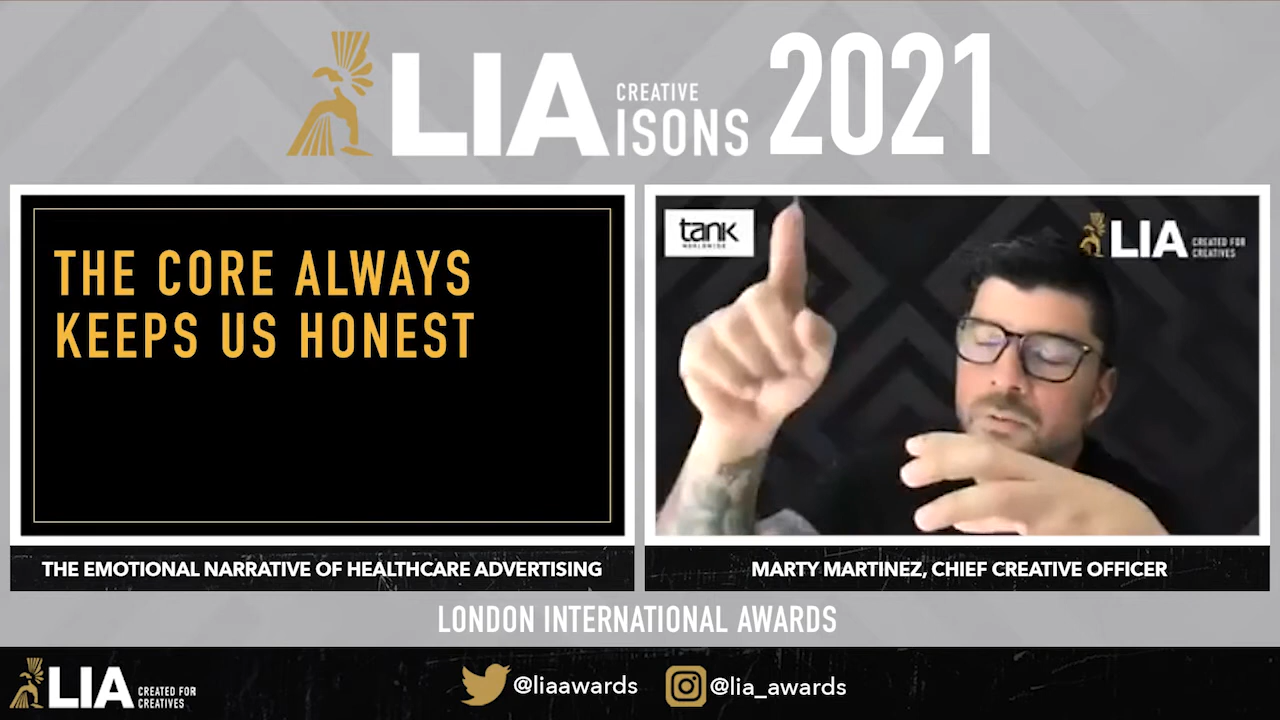 LIA CREATIVE ISONS 2021
THE CORE ALWAYS
KEEPS US HONEST
tank
WORLDWIDE
LIA CREATED FOR
CREATIVES
THE EMOTIONAL NARRATIVE OF HEALTHCARE ADVERTISING
MARTY MARTINEZ, CHIEF CREATIVE OFFICER
LONDON INTERNATIONAL AWARDS
LIA CREATED FOR
CREATIVES
@liaawards
@lia_awards